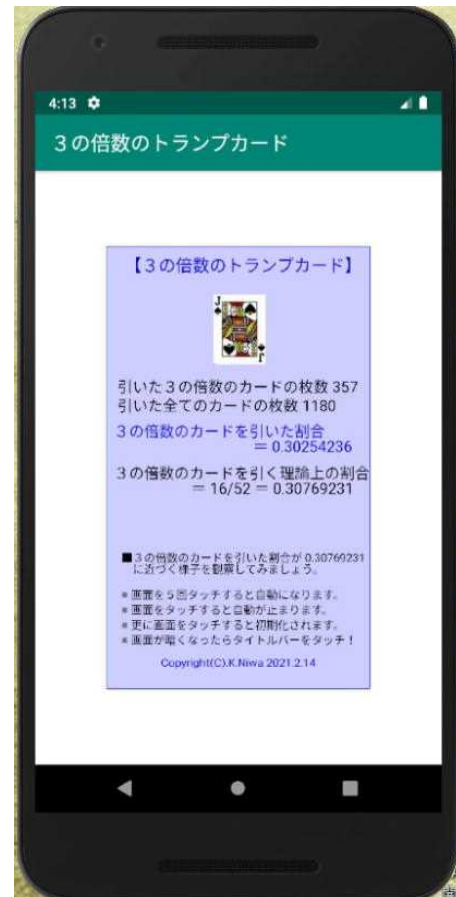 4:13
３の倍数のトランプカード
【３の倍数のトランプカード】
J
J
引いた３の倍数のカードの枚数 357
引いた全てのカードの枚数 1180
３の倍数のカードを引いた割合
＝ 0.30254236
３の倍数のカードを引く理論上の割合
＝ 16/52 ＝ 0.30769231
■３の倍数のカードを引いた割合が 0.30769231
に近づく様子を観察してみましょう。
※画面を５回タッチすると自動になります。
※画面をタッチすると自動が止まります。
※更に画面をタッチすると初期化されます。
※画面が暗くなったらタイトルバーをタッチ！
Copyright(C).K.Niwa 2021.2.14